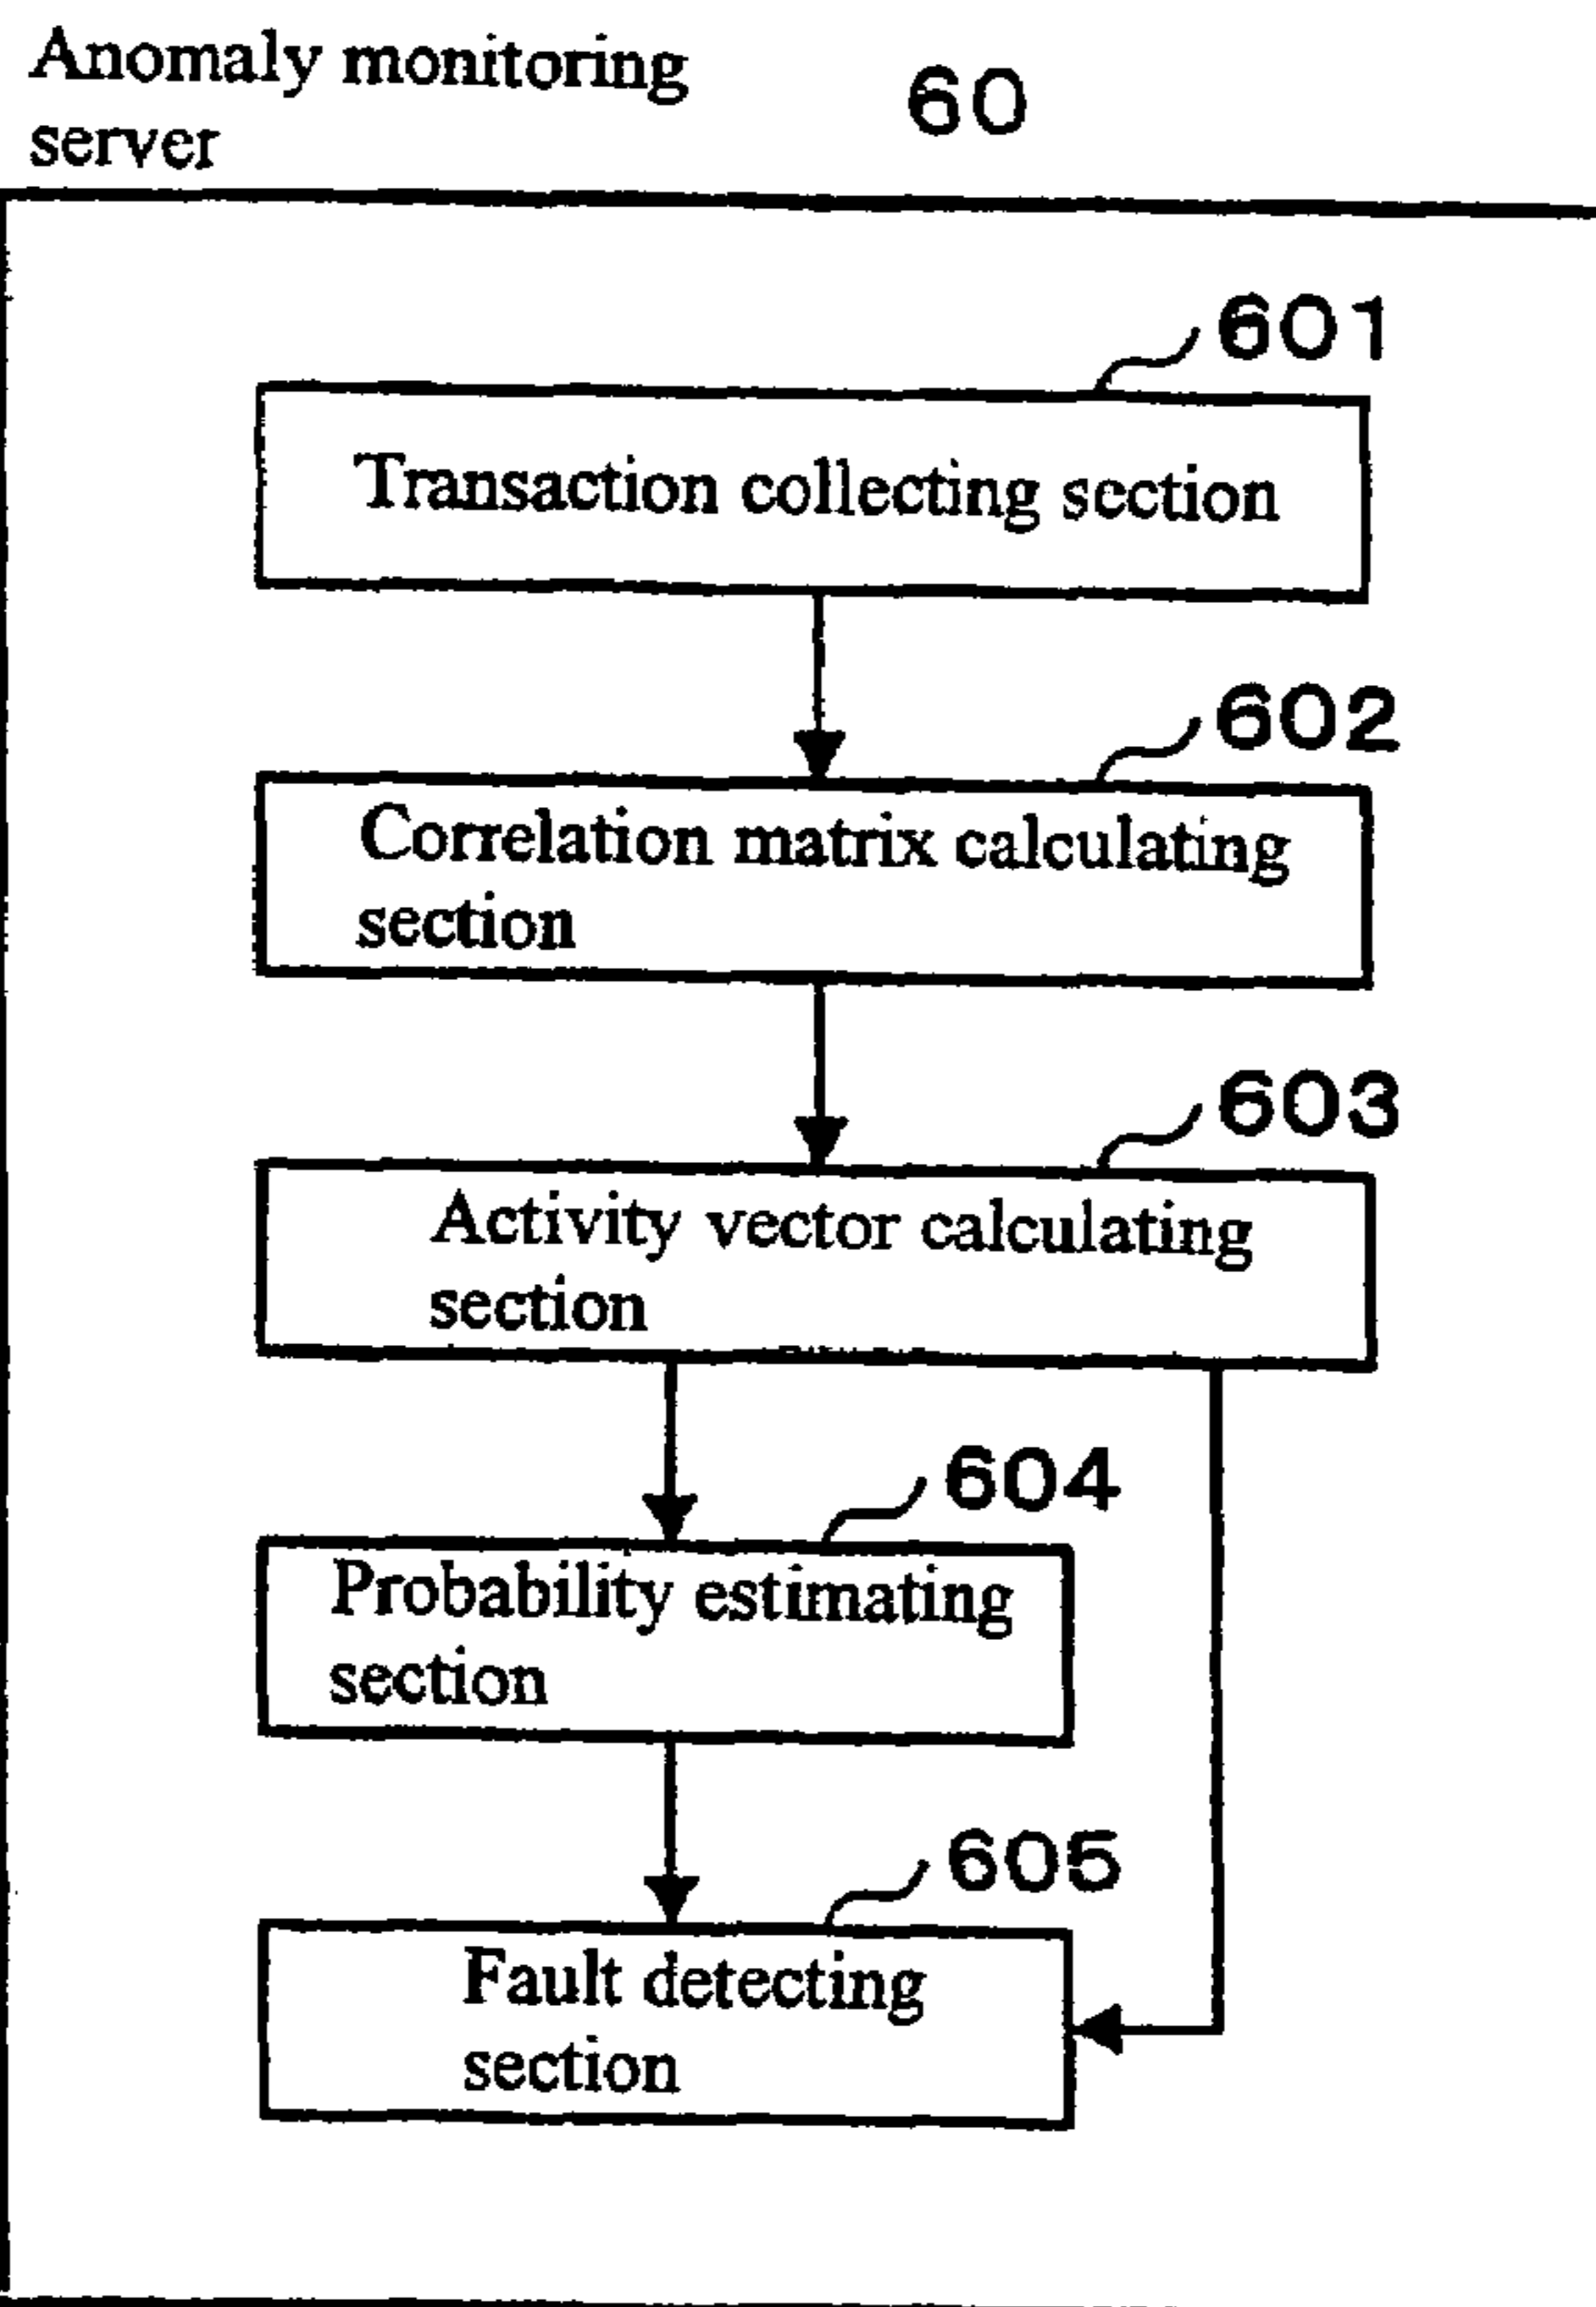 Anomaly monitoring
server
60
601
Transaction collecting section
602
Correlation matrix calculating
section
603
Activity vector calculating
section
604
Probability estimating
section
605
Fault detecting
section